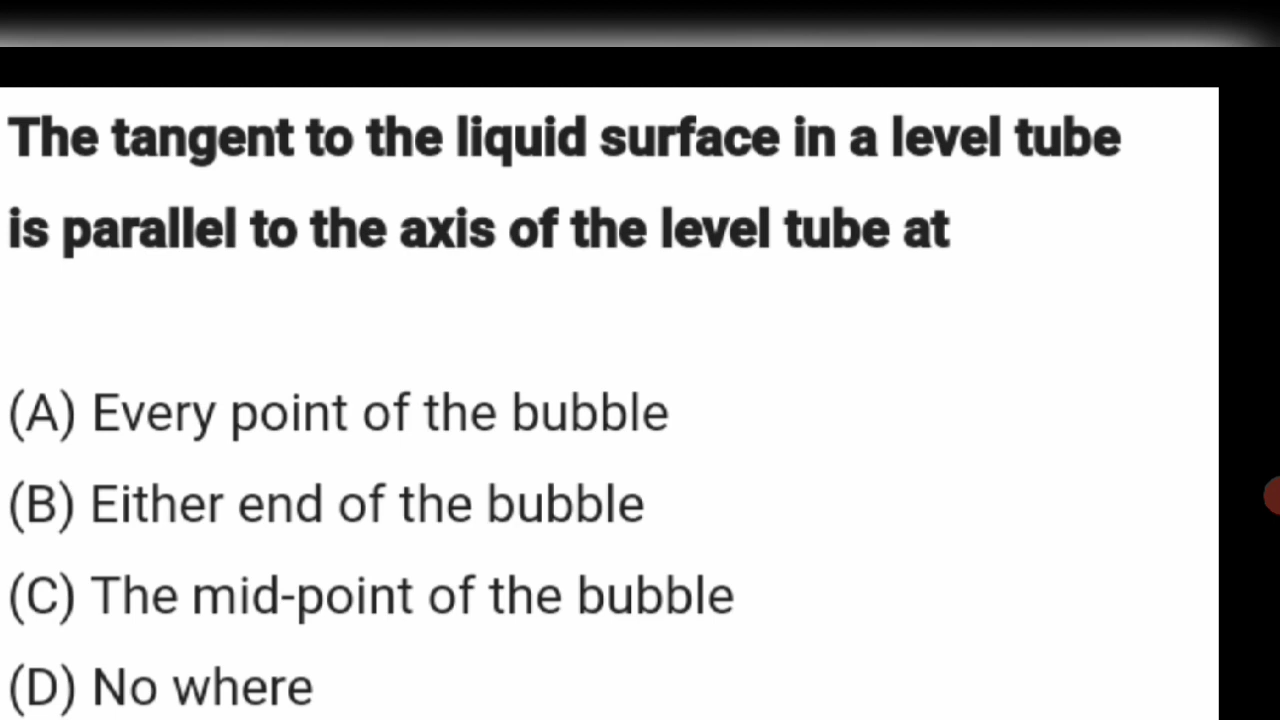 The tangent to the liquid surface in a level tube
is parallel to the axis of the level tube at
(A) Every point of the bubble
(B) Either end of the bubble
(C) The mid-point of the bubble
(D) No where